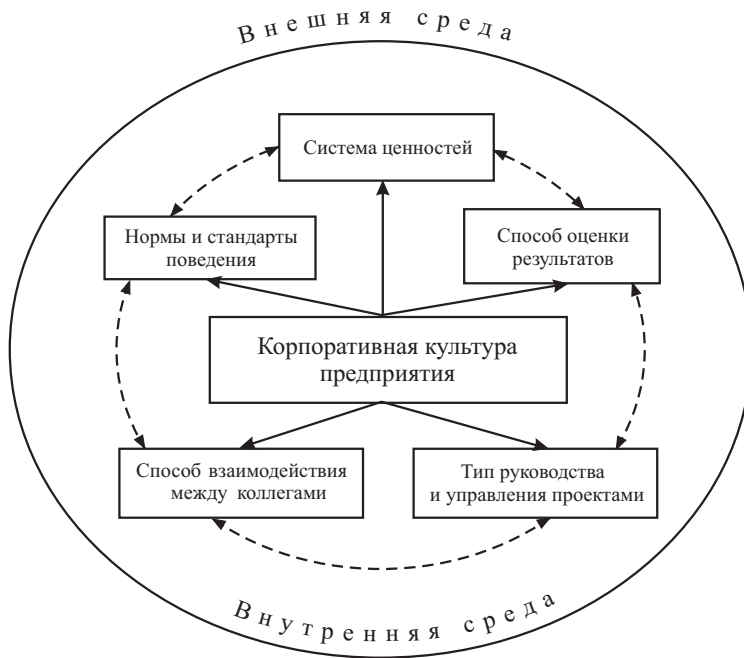 Внешняя среда
Система ценностей
Нормы и стандарты
поведения
Способ оценки
результатов
Корпоративная культура
предприятия
Способ взаимодействия
между коллегами
Тип руководства
и управления проектами
Внутренняя среда